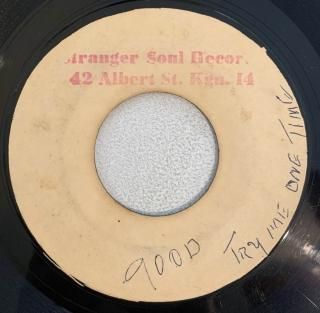 Stranger Soul Recor
42 Albert St. Kgn. 14
TRY ME ONE TIME
GOOD